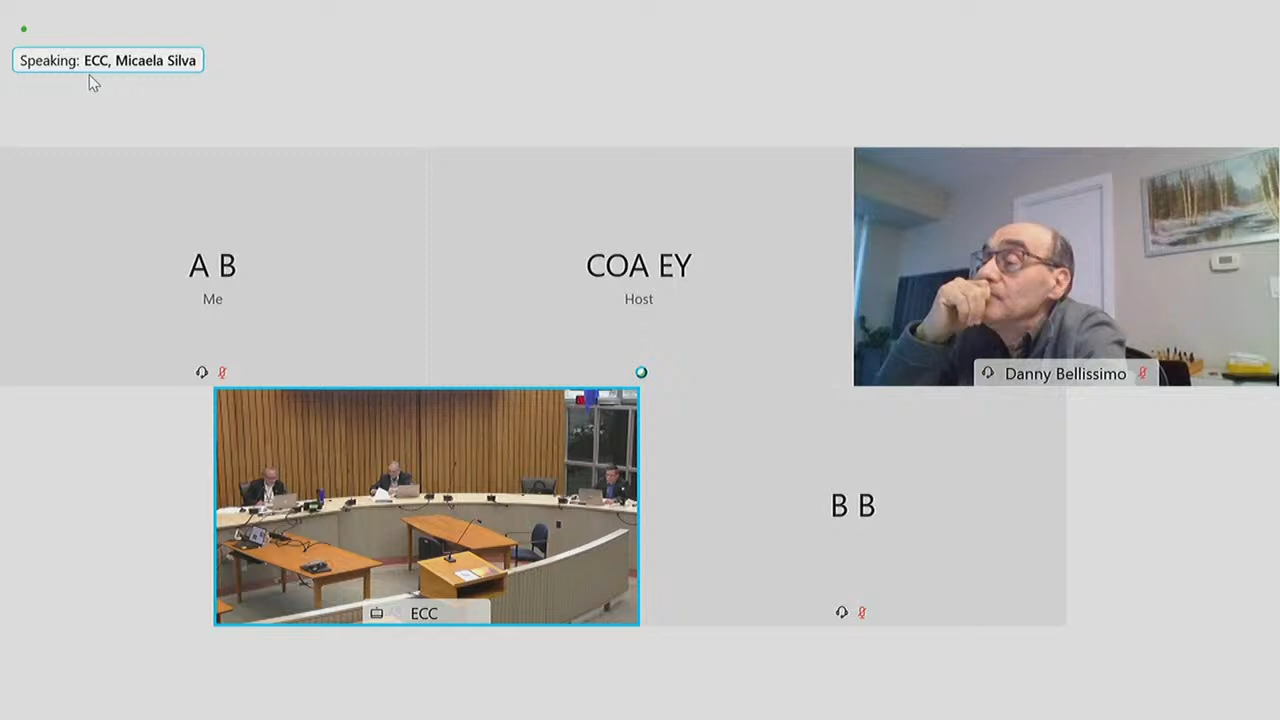 Speaking: ECC, Micaela Silva
A B
Me
COA EY
Host
Danny Bellissimo
ECC
B B